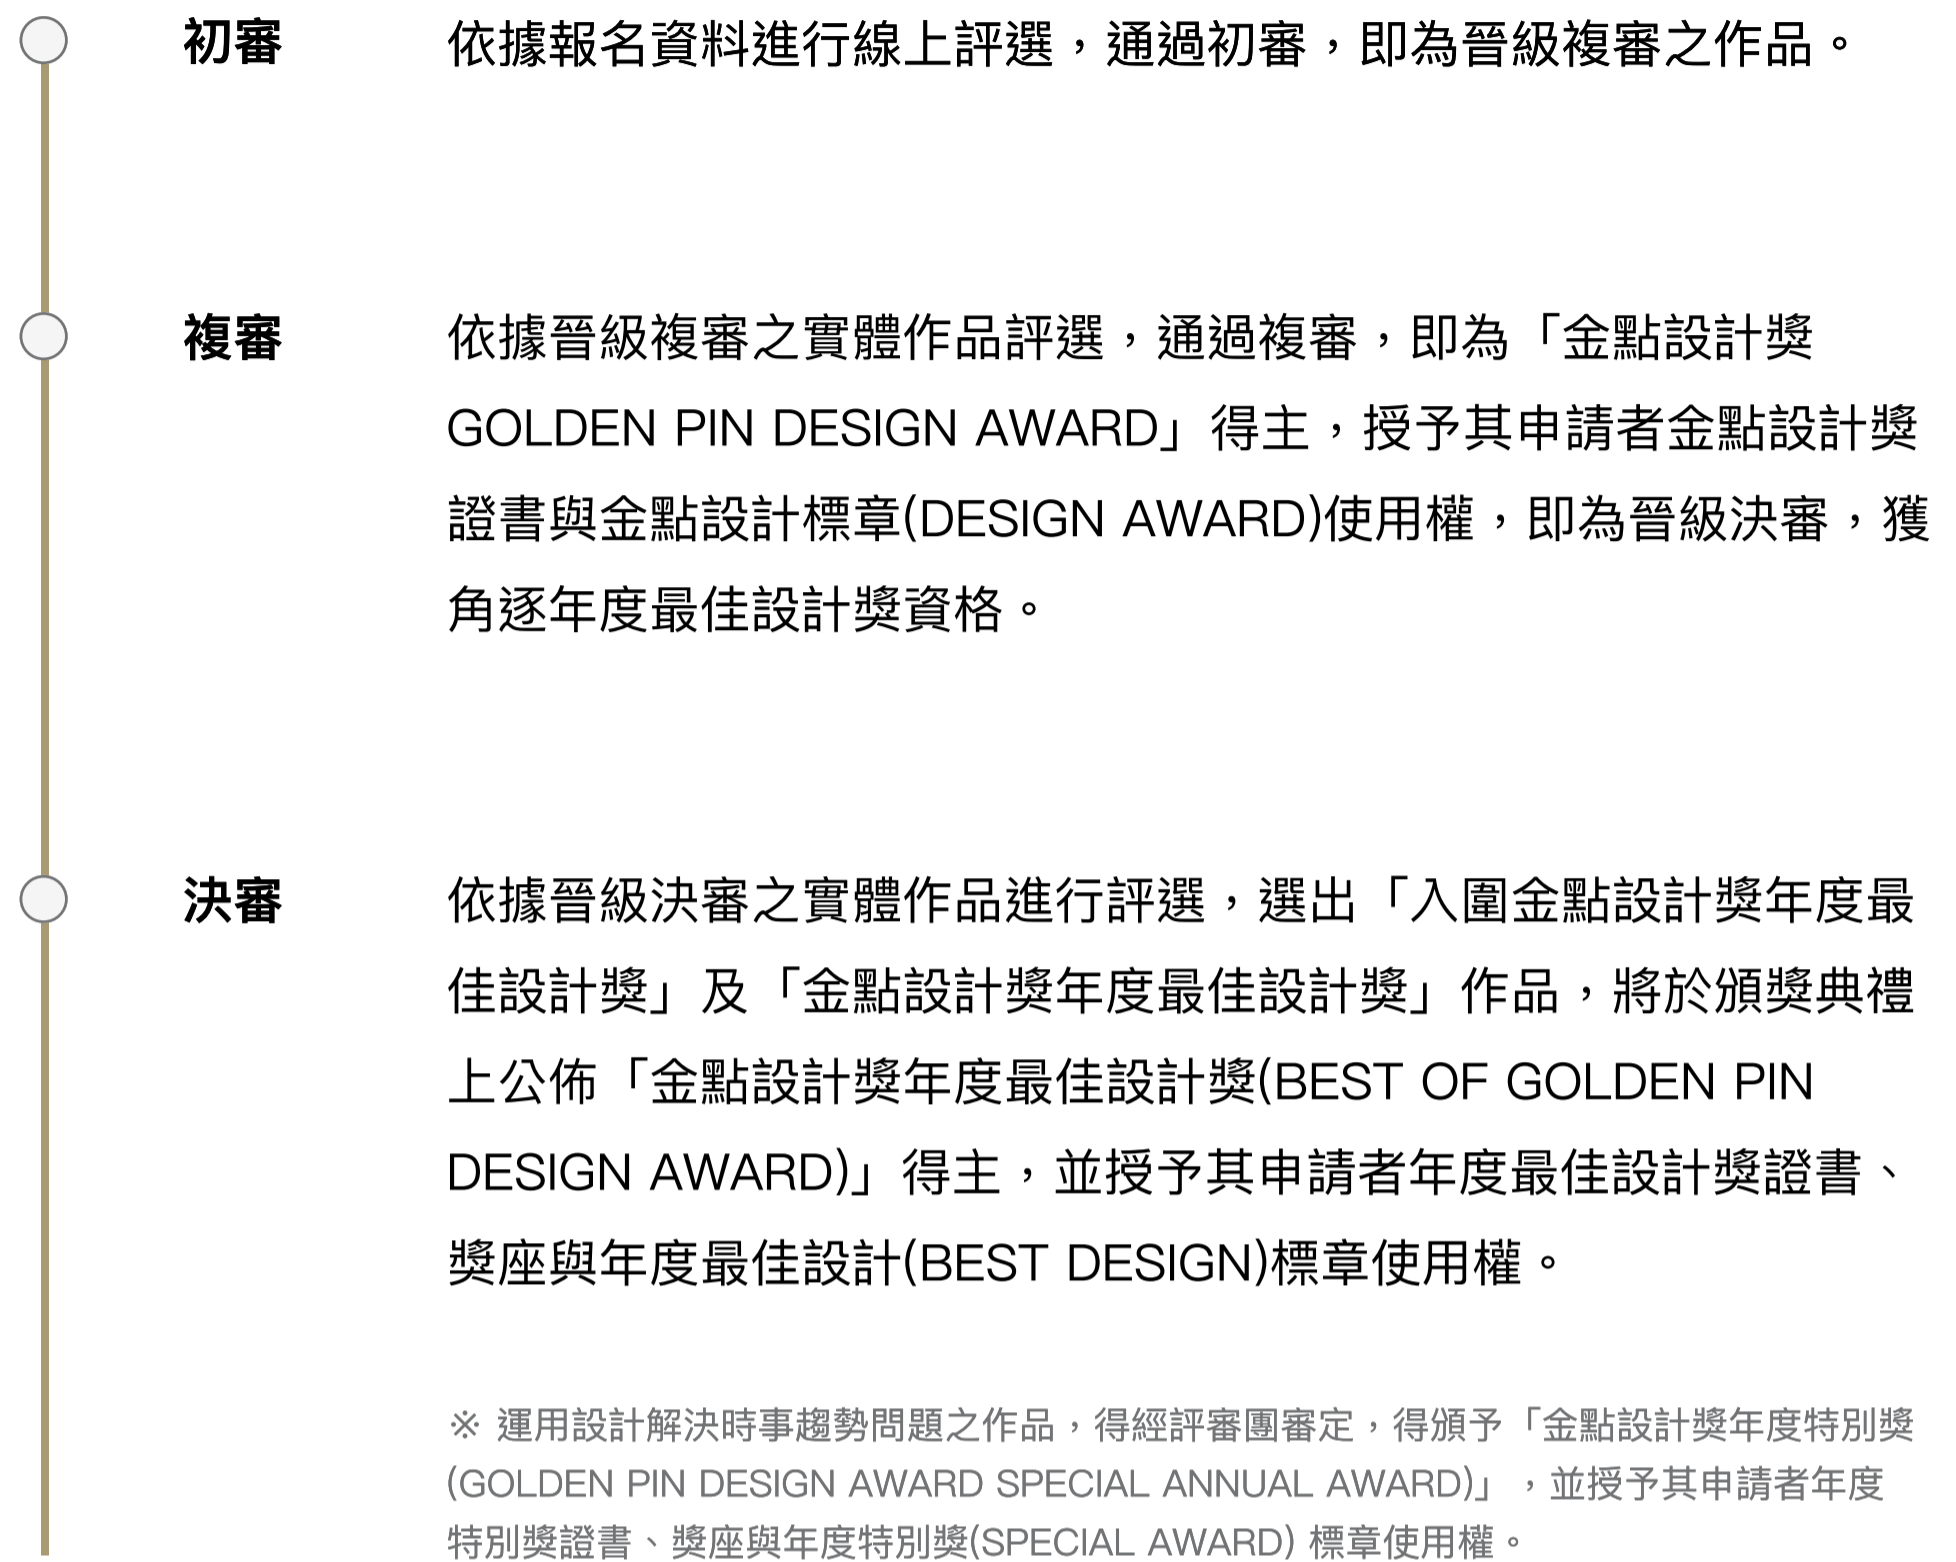 初審
依據報名資料進行線上評選，通過初審，即為晉級複審之作品。
複審
依據晉級複審之實體作品評選，通過複審，即為「金點設計獎
GOLDEN PIN DESIGN AWARD」得主，授予其申請者金點設計獎
證書與金點設計標章(DESIGN AWARD)使用權，即為晉級決審，獲
角逐年度最佳設計獎資格。
決審
依據晉級決審之實體作品進行評選，選出「入圍金點設計獎年度最
佳設計獎」及「金點設計獎年度最佳設計獎」作品，將於頒獎典禮
上公佈「金點設計獎年度最佳設計獎(BEST OF GOLDEN PIN
DESIGN AWARD)」得主，並授予其申請者年度最佳設計獎證書、
獎座與年度最佳設計(BEST DESIGN)標章使用權。
※ 運用設計解決時事趨勢問題之作品，得經評審團審定，得頒予「金點設計獎年度特別獎
(GOLDEN PIN DESIGN AWARD SPECIAL ANNUAL AWARD)」，並授予其申請者年度
特別獎證書、獎座與年度特別獎(SPECIAL AWARD) 標章使用權。